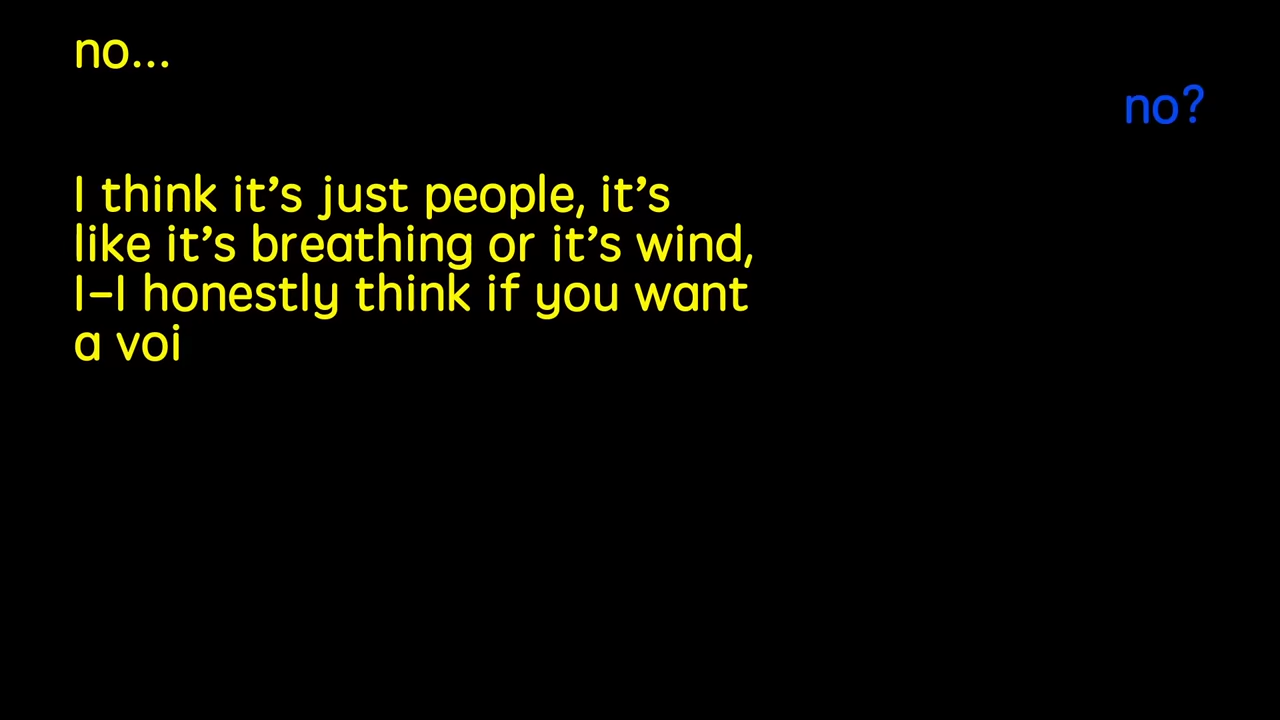 no...
no?
I think it’s just people, it’s
like it’s breathing or it’s wind,
I–I honestly think if you want
a voi